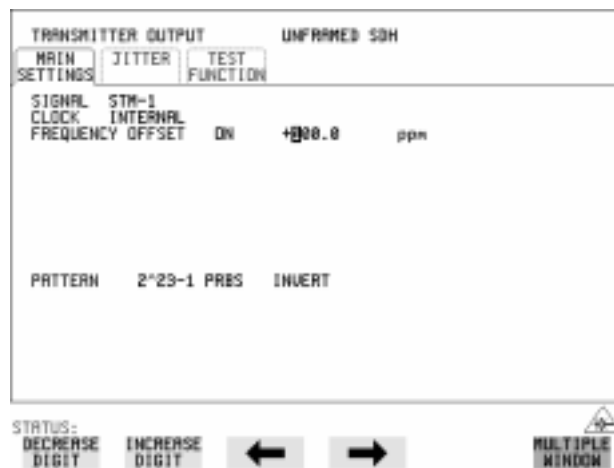 TRANSMITTER OUTPUT UNFRAMED SDH
MAIN SETTINGS JITTER TEST FUNCTION
SIGNAL STM-1
CLOCK INTERNAL
FREQUENCY OFFSET ON +000.0 ppm
PATTERN 2^23-1 PRBS INVERT
STATUS:
DECREASE DIGIT INCREASE DIGIT MULTIPLE WINDOW